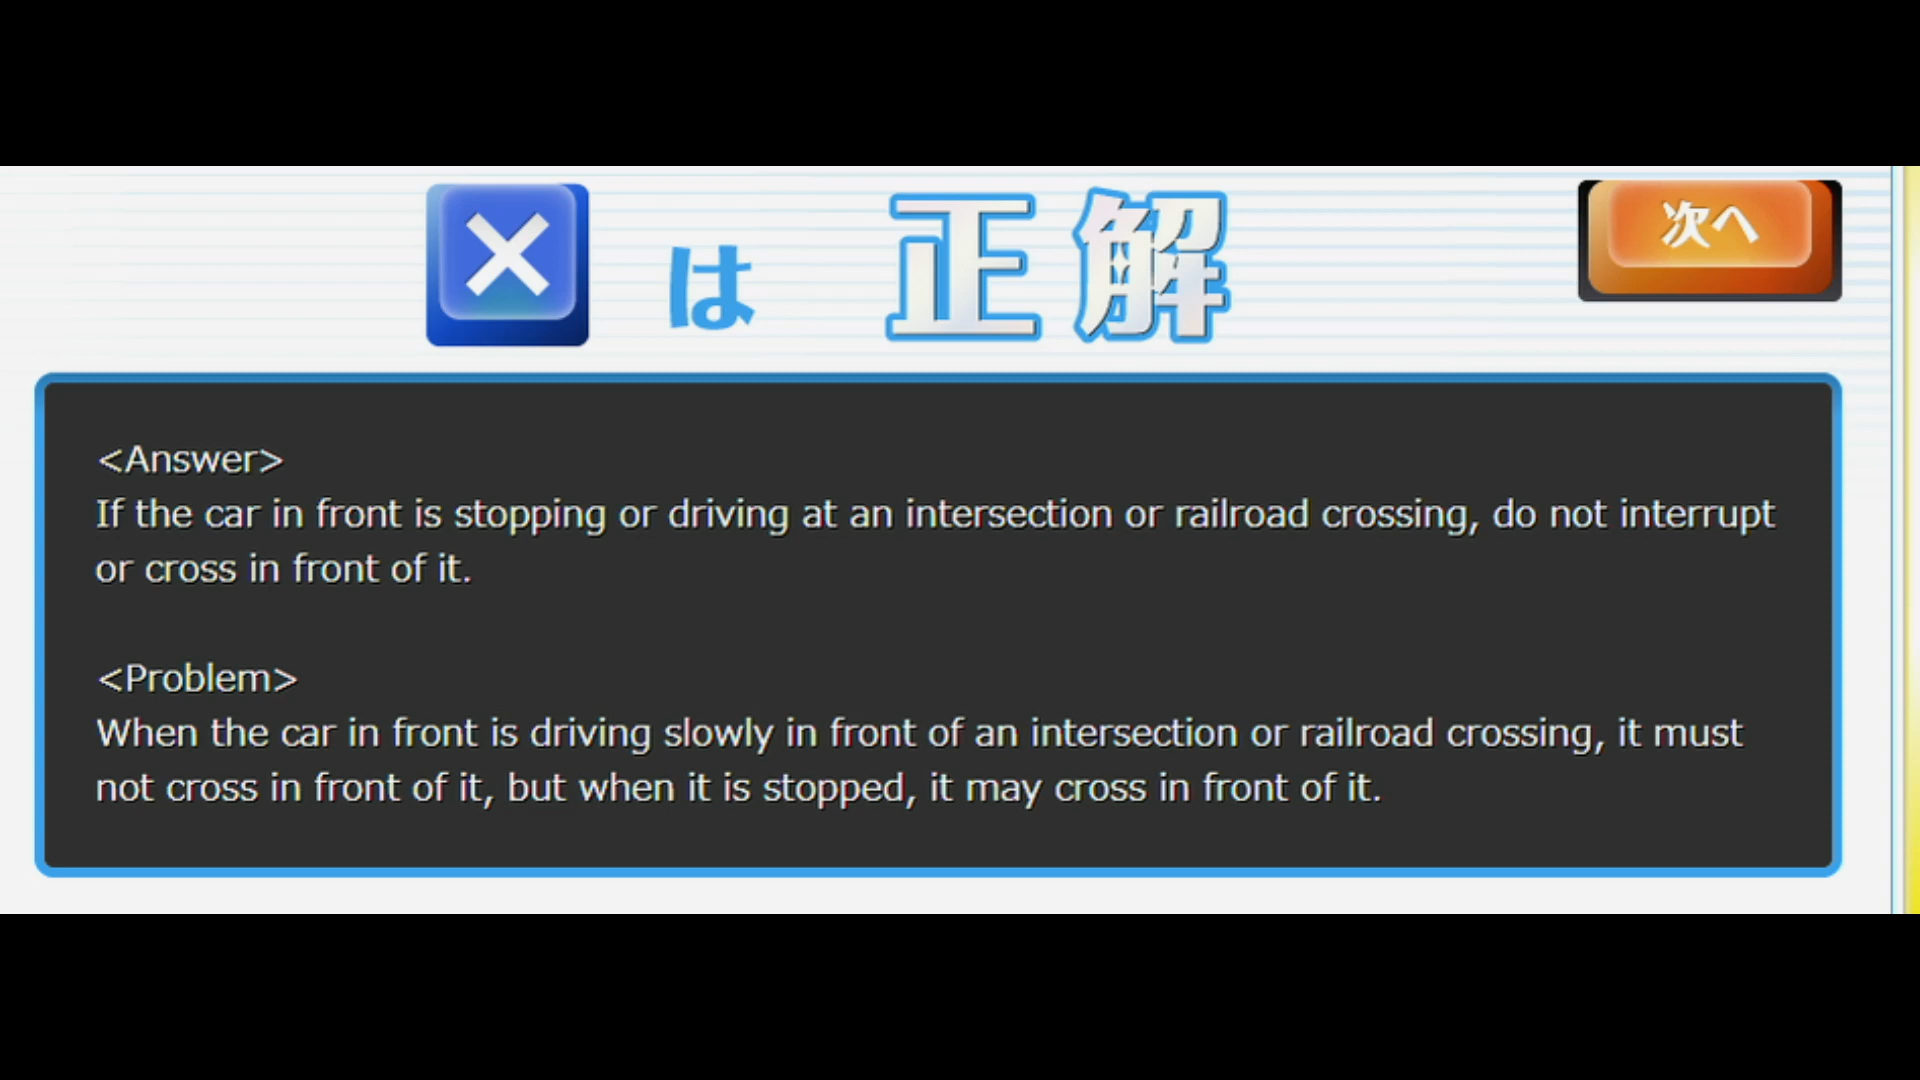 × は 正解
次へ
<Answer>
If the car in front is stopping or driving at an intersection or railroad crossing, do not interrupt
or cross in front of it.
<Problem>
When the car in front is driving slowly in front of an intersection or railroad crossing, it must
not cross in front of it, but when it is stopped, it may cross in front of it.